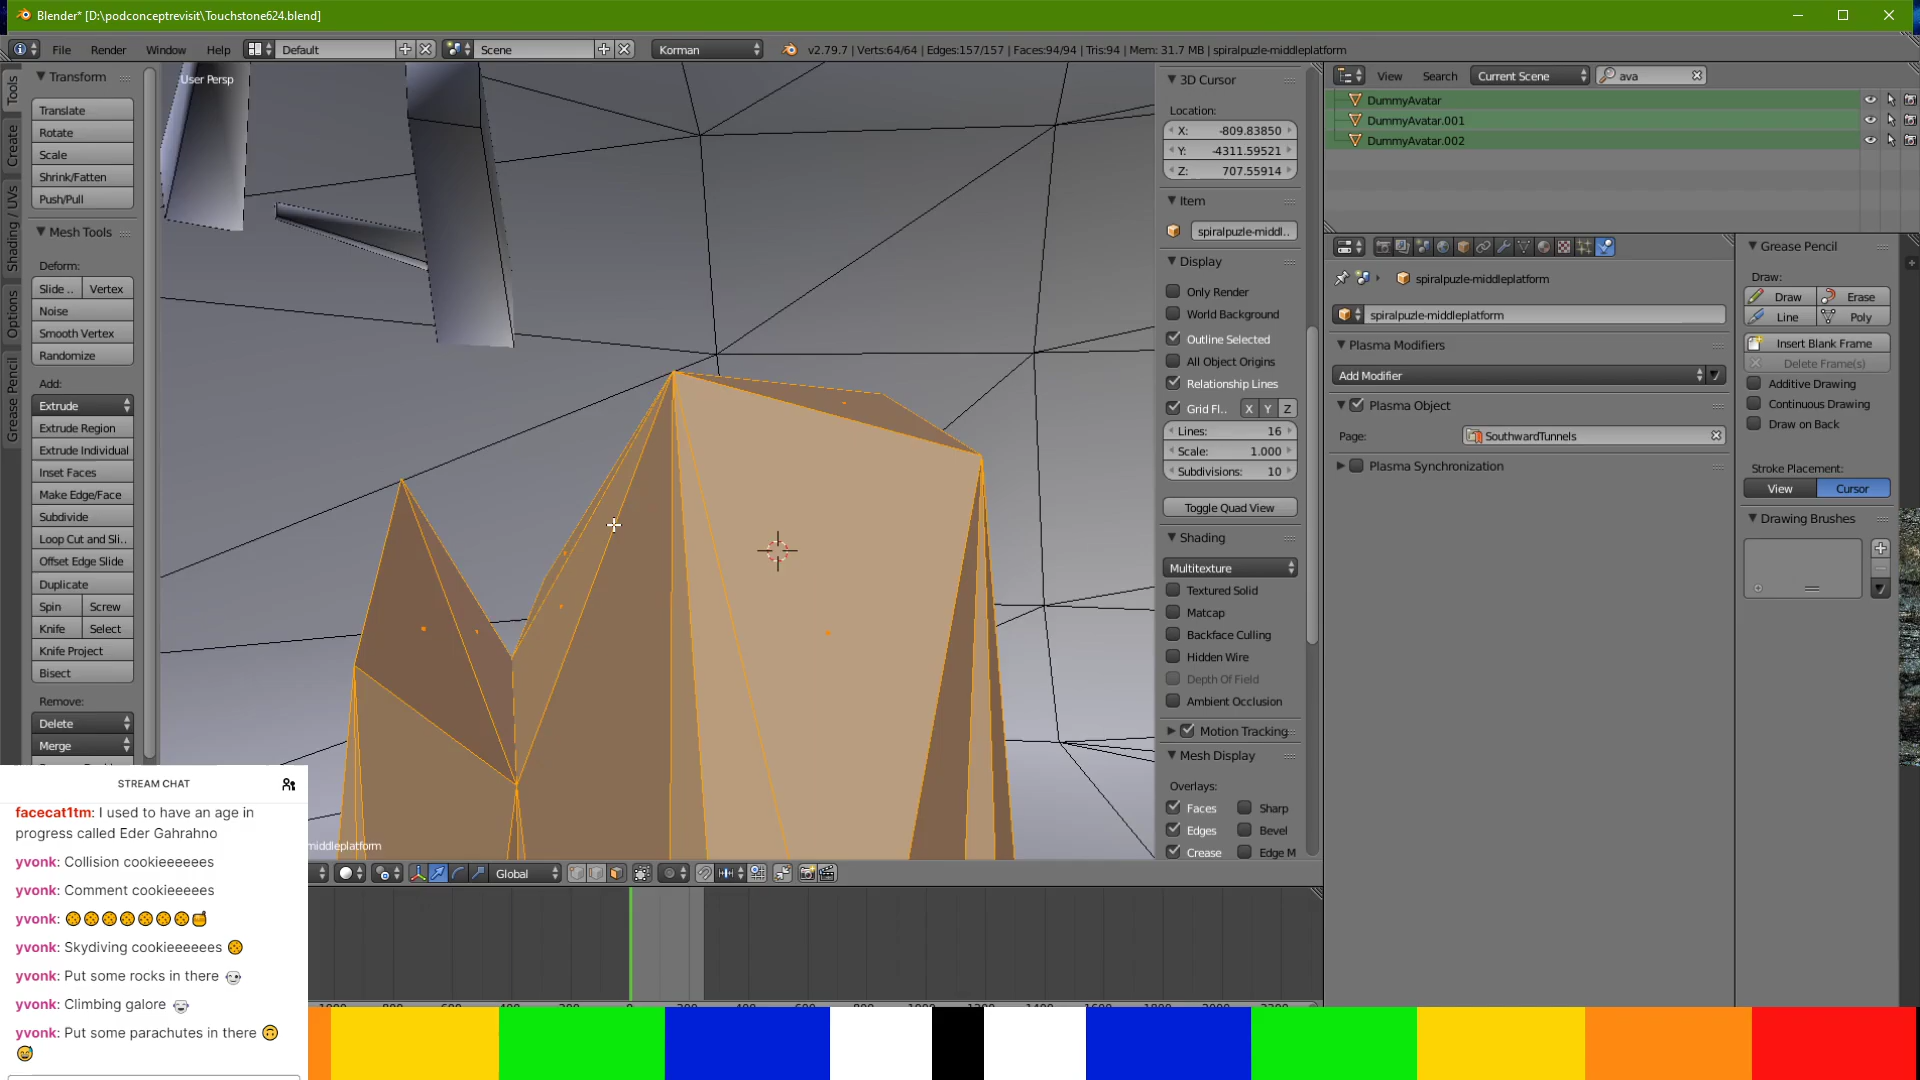 Blender* [D:\podconceptrevisit\Touchstone624.blend]
File Render Window Help Default Scene Korman v2.79.7 | Verts:64/64 | Edges:157/157 | Faces:94/94 | Tris:94 | Mem: 31.7 MB | spiralpuzle-middleplatform
Tools
Create
Shading / UVs
Options
Grease Pencil
Transform
Translate
Rotate
Scale
Shrink/Fatten
Push/Pull
Mesh Tools
Deform:
Slide .. Vertex
Noise
Smooth Vertex
Randomize
Add:
Extrude
Extrude Region
Extrude Individual
Inset Faces
Make Edge/Face
Subdivide
Loop Cut and Sli..
Offset Edge Slide
Duplicate
Spin Screw
Knife Select
Knife Project
Bisect
Remove:
Delete
Merge
User Persp
middleplatform
Global
3D Cursor
Location:
X: -809.83850
Y: -4311.59521
Z: 707.55914
Item
spiralpuzle-middl..
Display
Only Render
World Background
Outline Selected
All Object Origins
Relationship Lines
Grid Fl.. X Y Z
Lines: 16
Scale: 1.000
Subdivisions: 10
Toggle Quad View
Shading
Multitexture
Textured Solid
Matcap
Backface Culling
Hidden Wire
Depth Of Field
Ambient Occlusion
Motion Tracking
Mesh Display
Overlays:
Faces Sharp
Edges Bevel
Crease Edge M
View Search Current Scene ava
DummyAvatar
DummyAvatar.001
DummyAvatar.002
spiralpuzle-middleplatform
spiralpuzle-middleplatform
Plasma Modifiers
Add Modifier
Plasma Object
Page: SouthwardTunnels
Plasma Synchronization
Grease Pencil
Draw:
Draw Erase
Line Poly
Insert Blank Frame
Delete Frame(s)
Additive Drawing
Continuous Drawing
Draw on Back
Stroke Placement:
View Cursor
Drawing Brushes
STREAM CHAT
facecat1tm: I used to have an age in
progress called Eder Gahrahno
yvonk: Collision cookieeeeees
yvonk: Comment cookieeeeees
yvonk: 🍪🍪🍪🍪🍪🍪🍪🍯
yvonk: Skydiving cookieeeeees 🍪
yvonk: Put some rocks in there
yvonk: Climbing galore
yvonk: Put some parachutes in there 🙃
😅